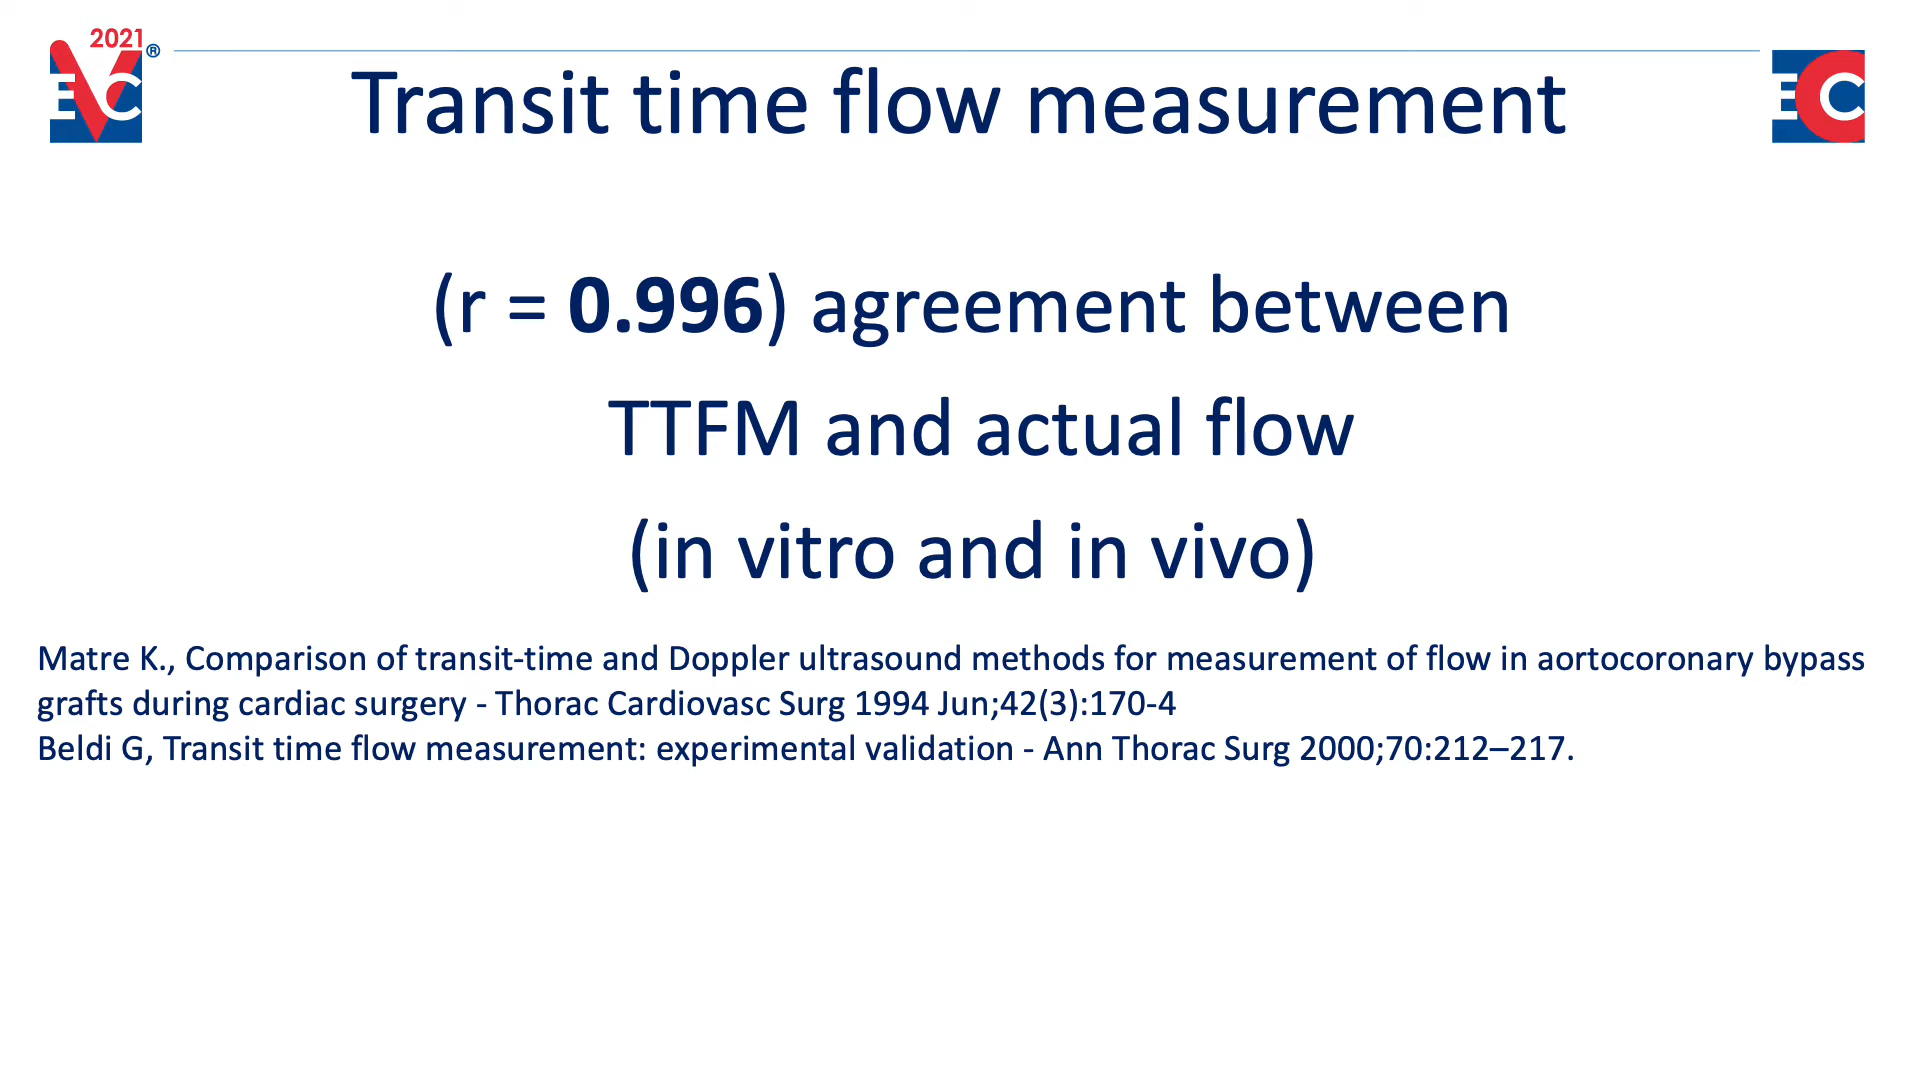 2021
EVC®
EC
Transit time flow measurement
(r = 0.996) agreement between
TTFM and actual flow
(in vitro and in vivo)
Matre K., Comparison of transit-time and Doppler ultrasound methods for measurement of flow in aortocoronary bypass
grafts during cardiac surgery - Thorac Cardiovasc Surg 1994 Jun;42(3):170-4
Beldi G, Transit time flow measurement: experimental validation - Ann Thorac Surg 2000;70:212–217.